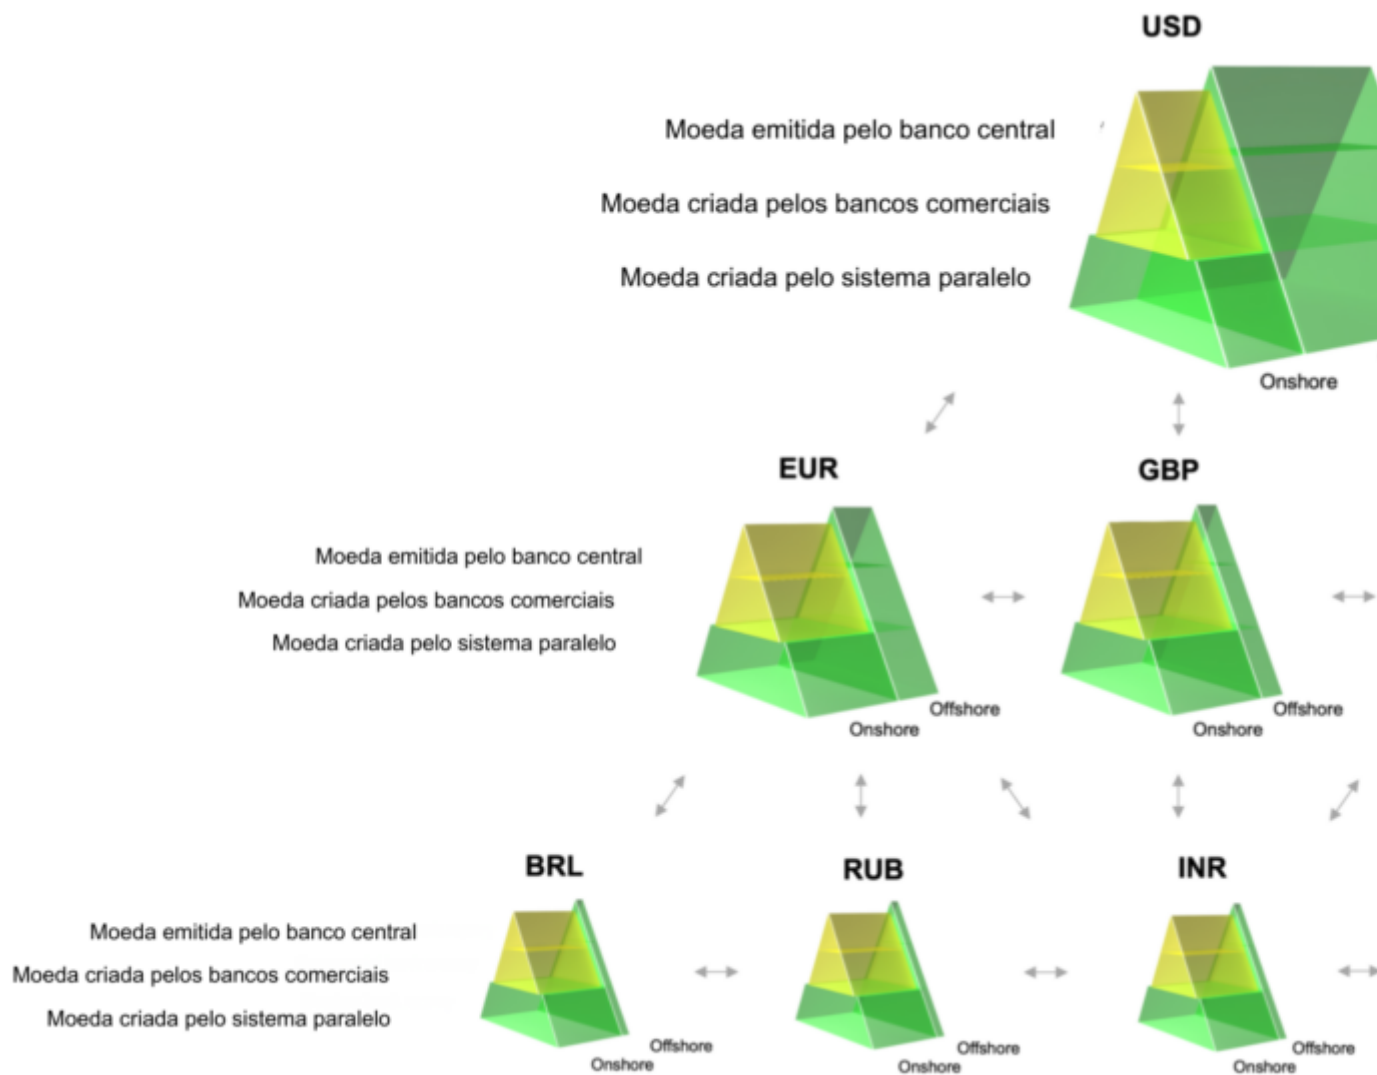 USD
Moeda emitida pelo banco central
Moeda criada pelos bancos comerciais
Moeda criada pelo sistema paralelo
Onshore
EUR
GBP
Moeda emitida pelo banco central
Moeda criada pelos bancos comerciais
Moeda criada pelo sistema paralelo
Offshore
Onshore
Offshore
Onshore
BRL
RUB
INR
Moeda emitida pelo banco central
Moeda criada pelos bancos comerciais
Moeda criada pelo sistema paralelo
Offshore
Onshore
Offshore
Onshore
Offshore
Onshore